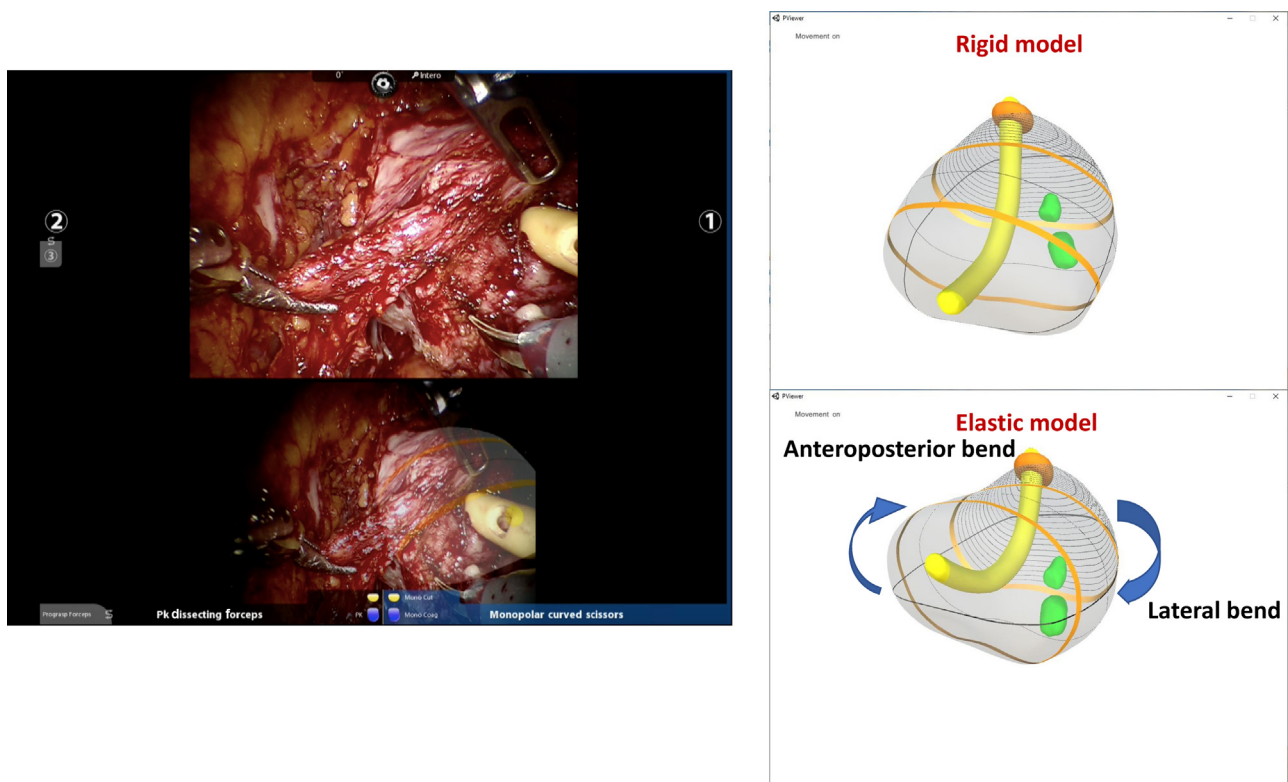 0°
Intero
②
S
③
①
Prograsp Forceps
S
Pk dissecting forceps
PK
Mono Cut
Mono Coag
Monopolar curved scissors
PViewer
Movement on
Rigid model
PViewer
Movement on
Elastic model
Anteroposterior bend
Lateral bend